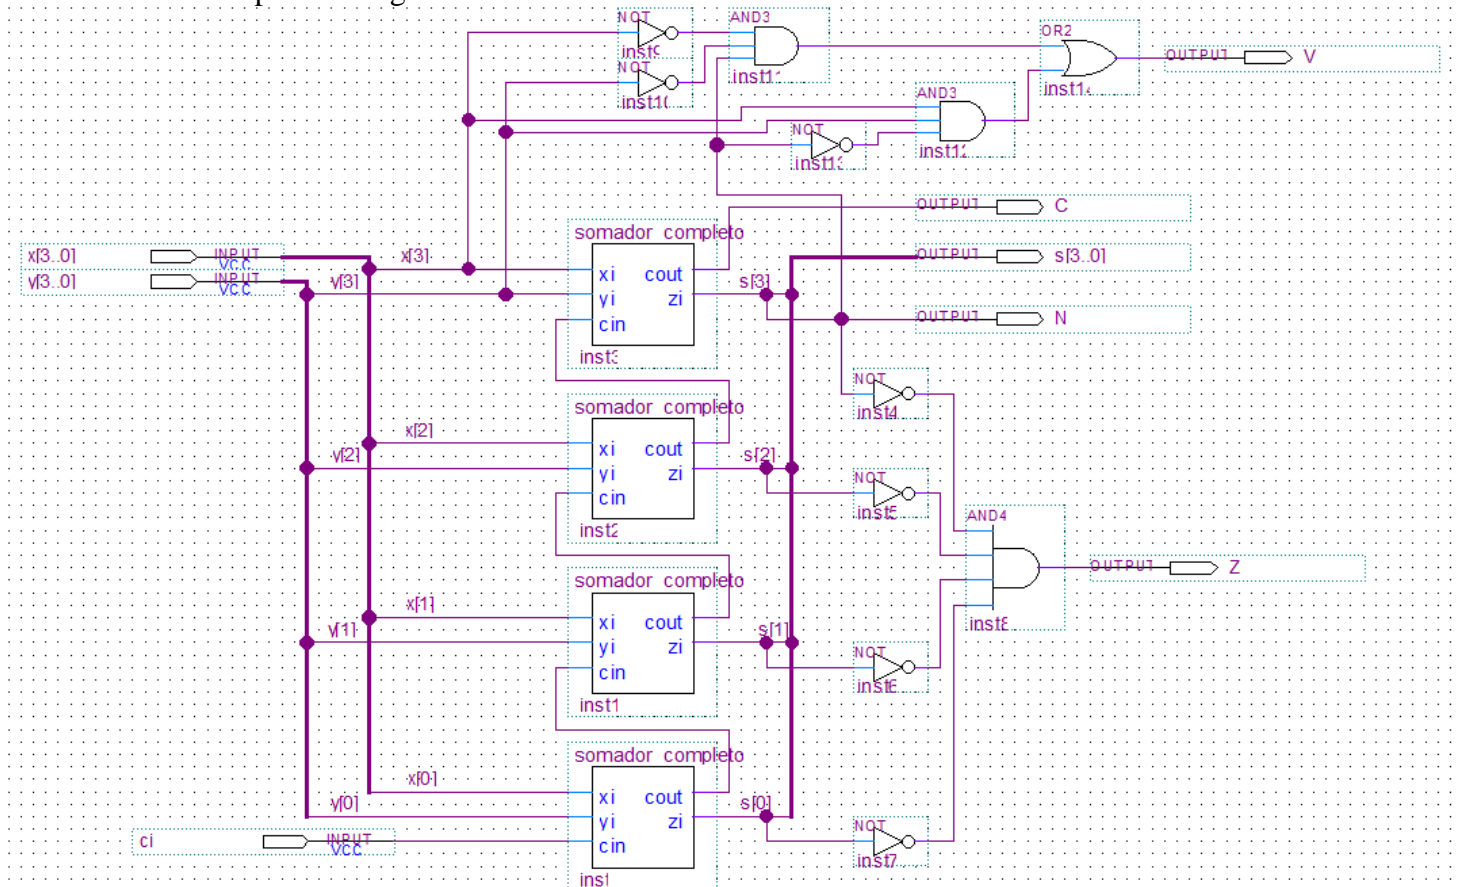 NOT
inst9
AND3
inst11
OR2
inst14
OUTPUT
V
NOT
inst10
AND3
inst12
NOT
inst13
OUTPUT
C
x[3..0]
INPUT
VCC
y[3..0]
INPUT
VCC
x[3]
y[3]
somador completo
xi
cout
yi
zi
cin
inst3
s[3]
OUTPUT
s[3..0]
OUTPUT
N
NOT
inst4
x[2]
y[2]
somador completo
xi
cout
yi
zi
cin
inst2
s[2]
NOT
inst5
AND4
inst8
OUTPUT
Z
x[1]
y[1]
somador completo
xi
cout
yi
zi
cin
inst1
s[1]
NOT
inst6
x[0]
y[0]
somador completo
xi
cout
yi
zi
cin
inst
s[0]
NOT
inst7
ci
INPUT
VCC